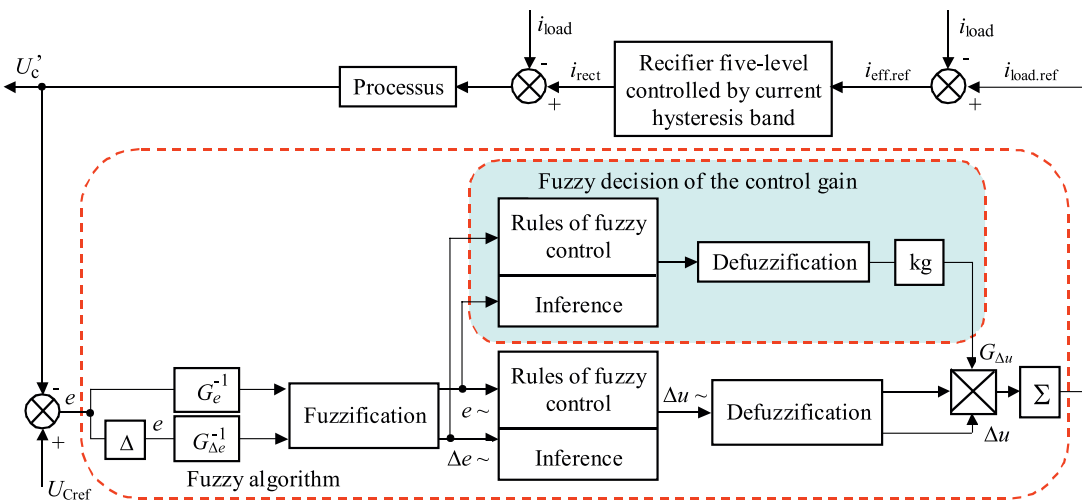 i_load
i_load
U_c'
Processus
-
+
i_rect
Rectifier five-level
controlled by current
hysteresis band
i_eff.ref
-
+
i_load.ref
Fuzzy decision of the control gain
Rules of fuzzy
control
Inference
Defuzzification
kg
G_Δu
-
e
+
U_Cref
G_e^-1
Δ
e
G_Δe^-1
Fuzzy algorithm
Fuzzification
e ~
Δe ~
Rules of fuzzy
control
Inference
Δu ~
Defuzzification
Δu
Σ